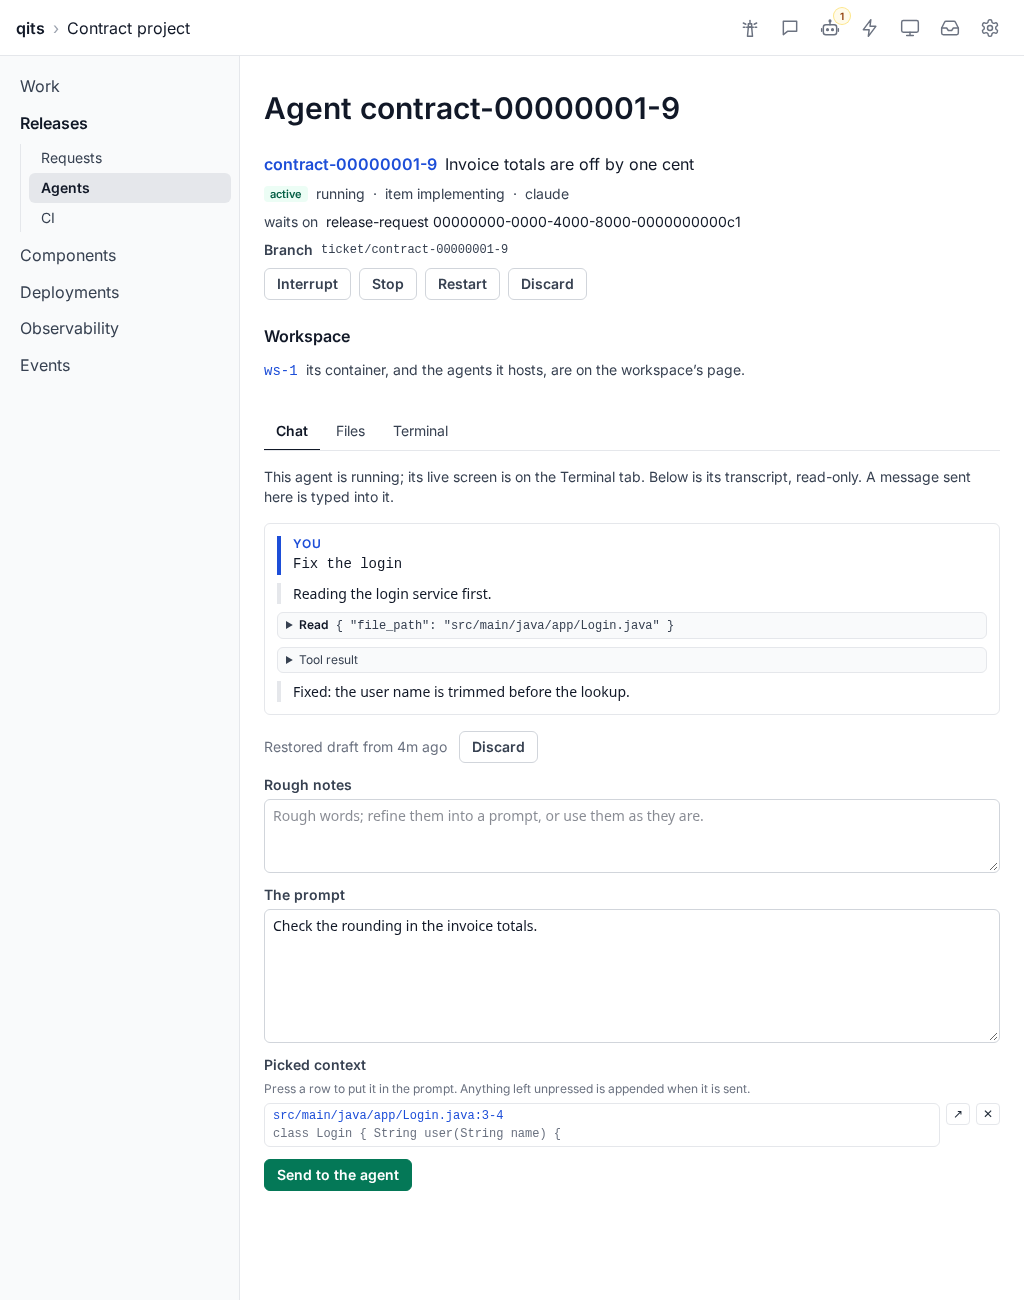 qits › Contract project
1
Work
Releases
Requests
Agents
CI
Components
Deployments
Observability
Events
Agent contract-00000001-9
contract-00000001-9 Invoice totals are off by one cent
active running · item implementing · claude
waits on release-request 00000000-0000-4000-8000-0000000000c1
Branch ticket/contract-00000001-9
Interrupt Stop Restart Discard
Workspace
ws-1 its container, and the agents it hosts, are on the workspace’s page.
Chat Files Terminal
This agent is running; its live screen is on the Terminal tab. Below is its transcript, read-only. A message sent
here is typed into it.
YOU
Fix the login
Reading the login service first.
Read { "file_path": "src/main/java/app/Login.java" }
Tool result
Fixed: the user name is trimmed before the lookup.
Restored draft from 4m ago Discard
Rough notes
Rough words; refine them into a prompt, or use them as they are.
The prompt
Check the rounding in the invoice totals.
Picked context
Press a row to put it in the prompt. Anything left unpressed is appended when it is sent.
src/main/java/app/Login.java:3-4
class Login { String user(String name) {
Send to the agent